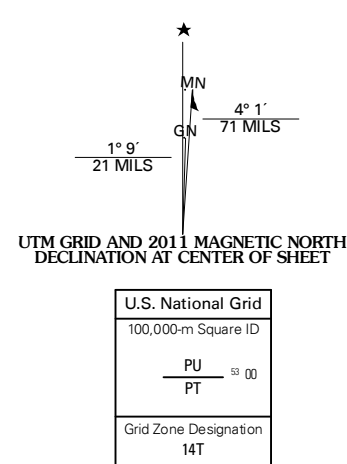 ★
MN
4° 1´
71 MILS
GN
1° 9´
21 MILS
UTM GRID AND 2011 MAGNETIC NORTH
DECLINATION AT CENTER OF SHEET
U.S. National Grid
100,000-m Square ID
PU
53 00
PT
Grid Zone Designation
14T